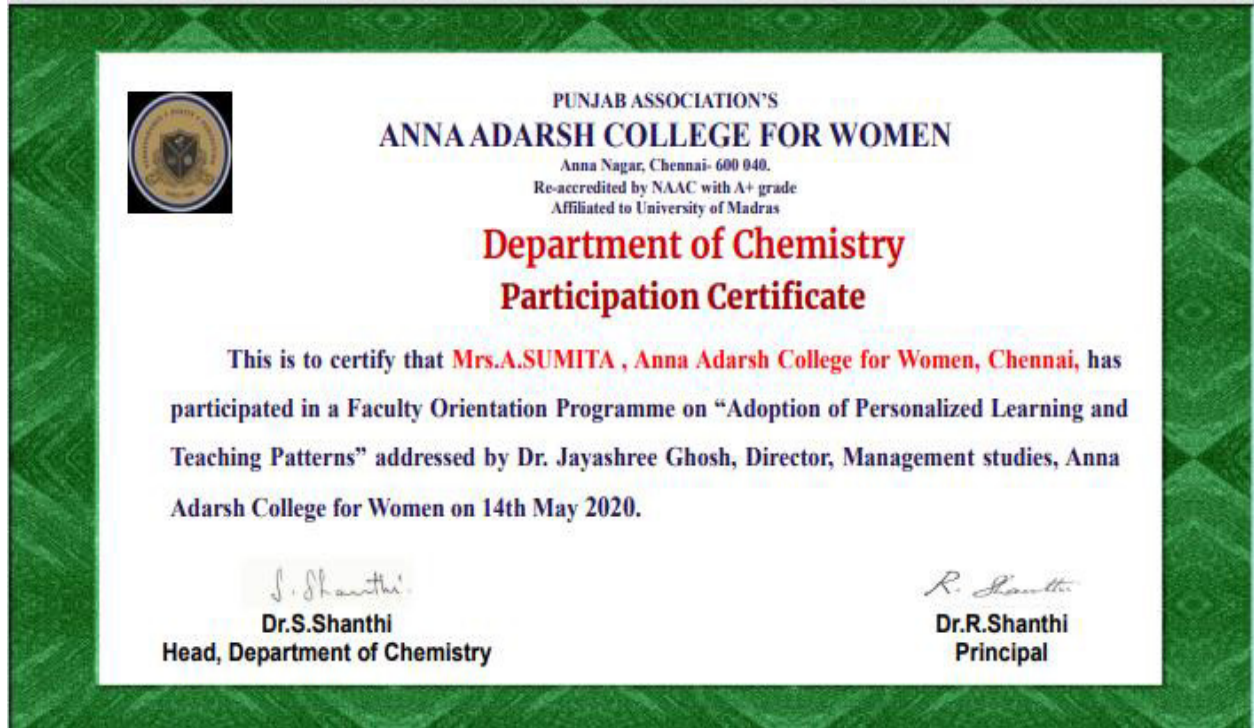 PUNJAB ASSOCIATION'S
ANNA ADARSH COLLEGE FOR WOMEN
Anna Nagar, Chennai- 600 040.
Re-accredited by NAAC with A+ grade
Affiliated to University of Madras
Department of Chemistry
Participation Certificate
This is to certify that Mrs.A.SUMITA , Anna Adarsh College for Women, Chennai, has
participated in a Faculty Orientation Programme on “Adoption of Personalized Learning and
Teaching Patterns” addressed by Dr. Jayashree Ghosh, Director, Management studies, Anna
Adarsh College for Women on 14th May 2020.
S. Shanthi.
R. Shanthi
Dr.S.Shanthi
Dr.R.Shanthi
Head, Department of Chemistry
Principal